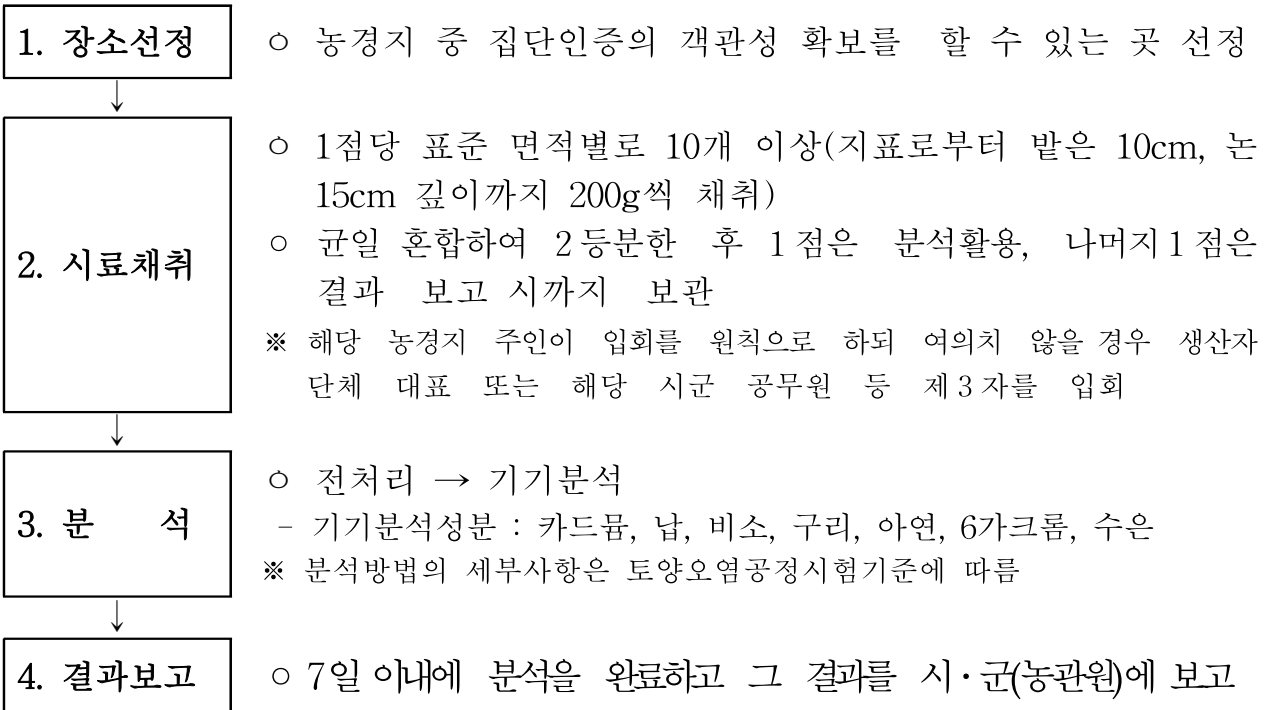 1. 장소선정
ㅇ 농경지 중 집단인증의 객관성 확보를 할 수 있는 곳 선정
↓
2. 시료채취
ㅇ 1점당 표준 면적별로 10개 이상(지표로부터 밭은 10cm, 논
15cm 깊이까지 200g씩 채취)
○ 균일 혼합하여 2등분한 후 1점은 분석활용, 나머지1점은
결과 보고 시까지 보관
※ 해당 농경지 주인이 입회를 원칙으로 하되 여의치 않을 경우 생산자
단체 대표 또는 해당 시군 공무원 등 제3자를 입회
↓
3. 분 석
ㅇ 전처리 → 기기분석
- 기기분석성분 : 카드뮴, 납, 비소, 구리, 아연, 6가크롬, 수은
※ 분석방법의 세부사항은 토양오염공정시험기준에 따름
↓
4. 결과보고
○ 7일 이내에 분석을 완료하고 그 결과를 시·군(농관원)에 보고